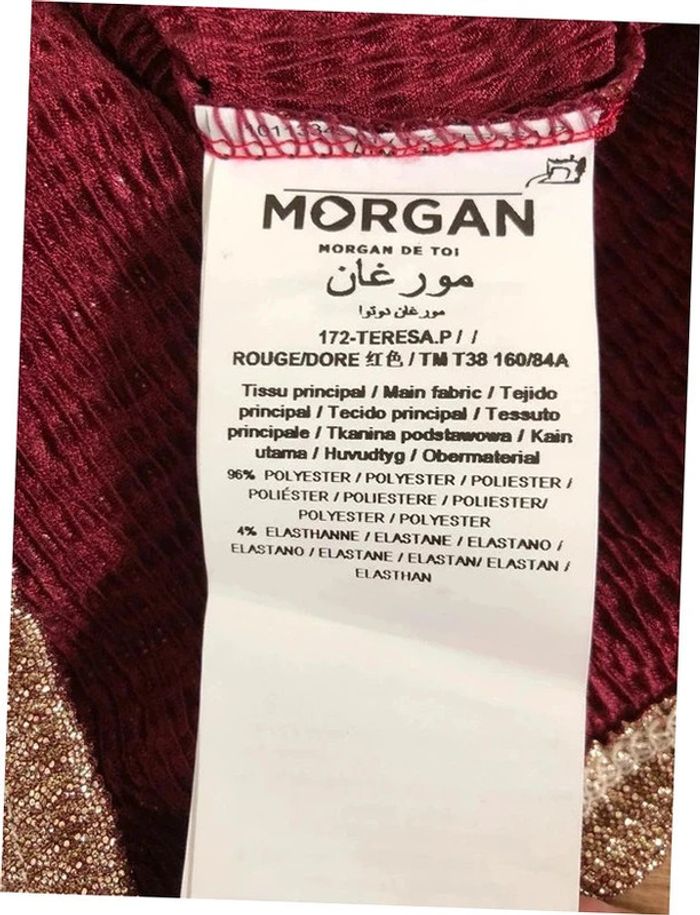 MORGAN
MORGAN DE TOI
مورغان
مورغان دوتوا
172-TERESA.P / /
ROUGE/DORE 红色 / TM T38 160/84A
Tissu principal / Main fabric / Tejido
principal / Tecido principal / Tessuto
principale / Tkanina podstawowa / Kain
utama / Huvudtyg / Obermaterial
96% POLYESTER / POLYESTER / POLIESTER /
POLIÉSTER / POLIESTERE / POLIESTER/
POLYESTER / POLYESTER
4% ELASTHANNE / ELASTANE / ELASTANO /
ELASTANO / ELASTANE / ELASTAN/ ELASTAN /
ELASTHAN